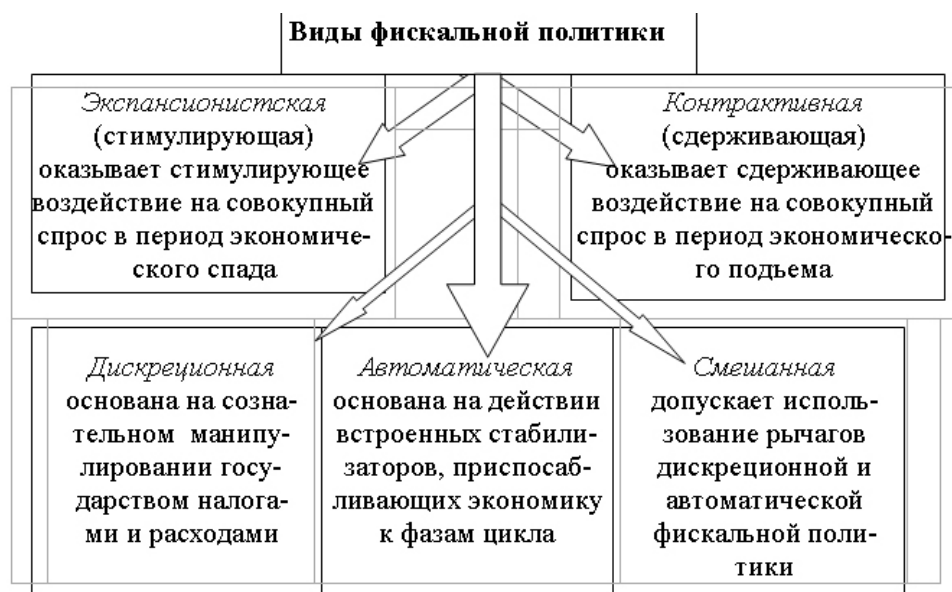 Виды фискальной политики
Экспансионистская
(стимулирующая)
оказывает стимулирующее
воздействие на совокупный
спрос в период экономиче-
ского спада
Контрактивная
(сдерживающая)
оказывает сдерживающее
воздействие на совокупный
спрос в период экономическо-
го подьема
Дискреционная
основана на созна-
тельном манипу-
лировании госу-
дарством налога-
ми и расходами
Автоматическая
основана на действии
встроенных стабили-
заторов, приспосаб-
ливающих экономику
к фазам цикла
Смешанная
допускает исполь-
зование рычагов
дискреционной и
автоматической
фискальной поли-
тики